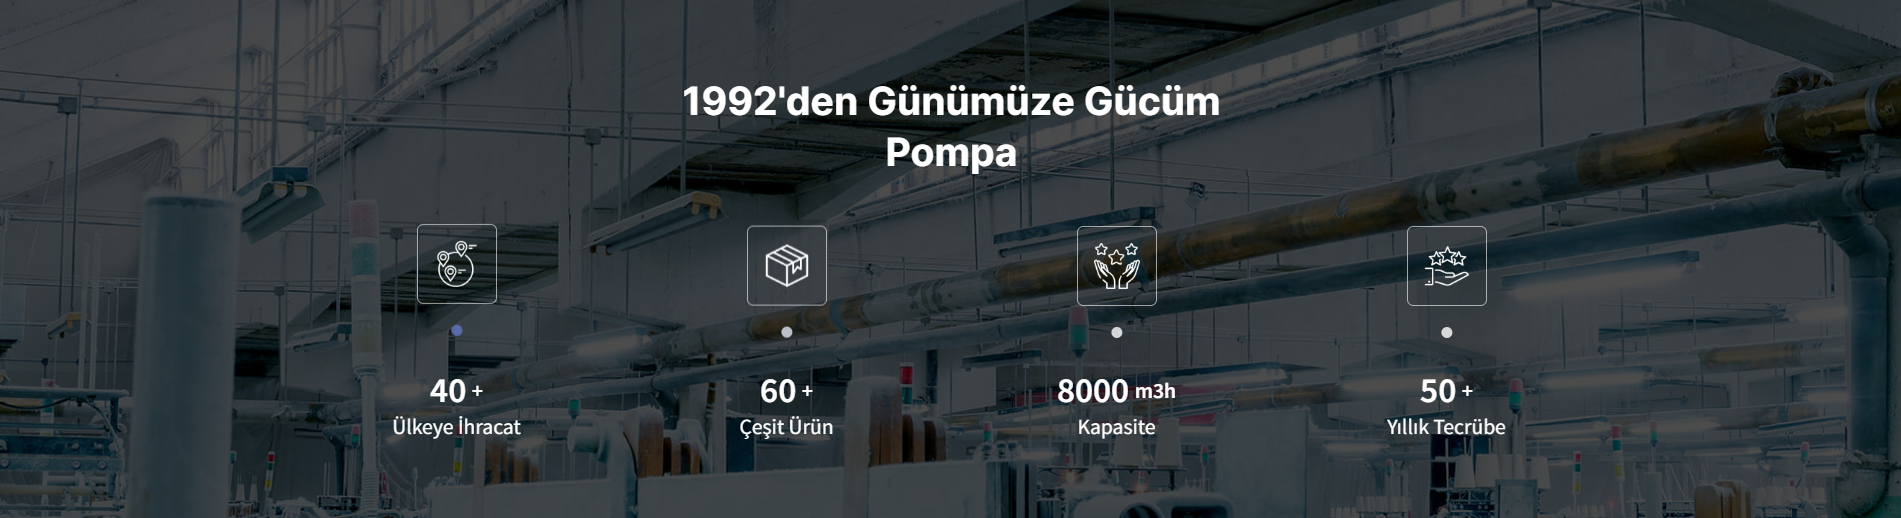 1992'den Günümüze Gücüm
Pompa
40 +
Ülkeye İhracat
60 +
Çeşit Ürün
8000 m3h
Kapasite
50 +
Yıllık Tecrübe